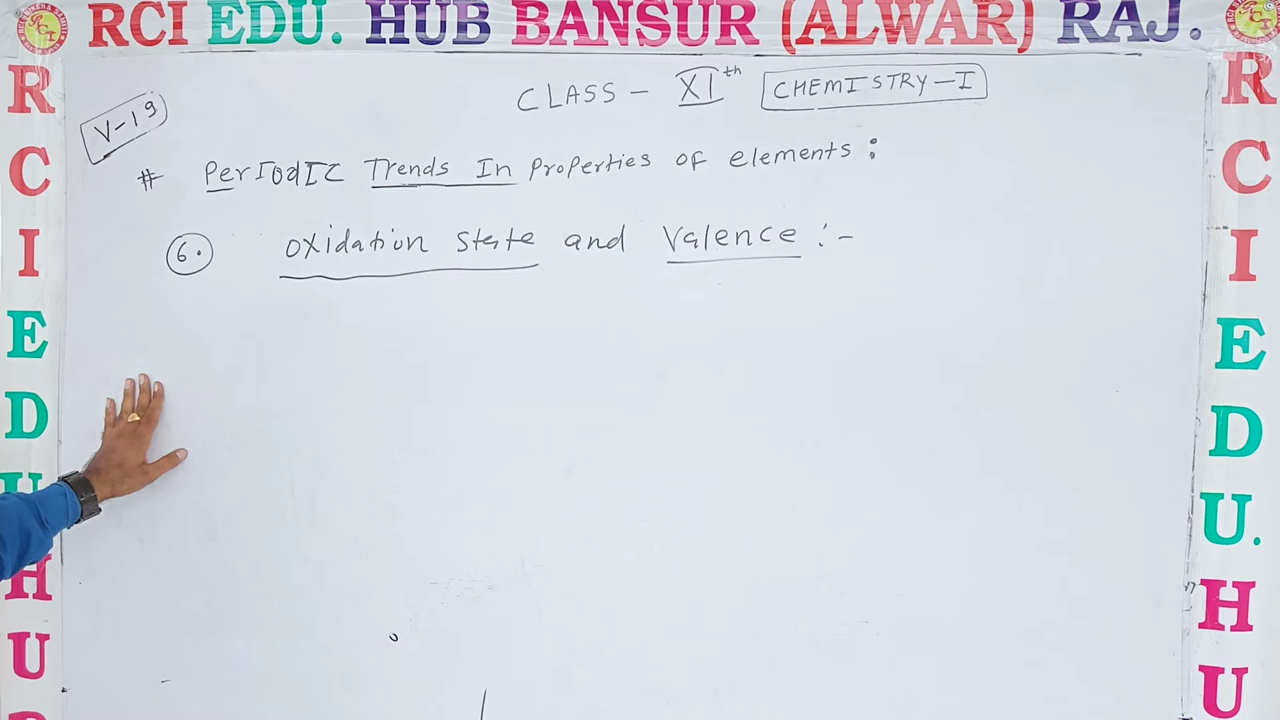 RCI EDU. HUB BANSUR (ALWAR) RAJ.
CLASS - XIth CHEMISTRY-I
V-19
# PerIodIC Trends In Properties of elements :
6. Oxidation State and Valence :-
R
C
I
E
D
U
H
U
R
C
I
E
D
U.
H
U